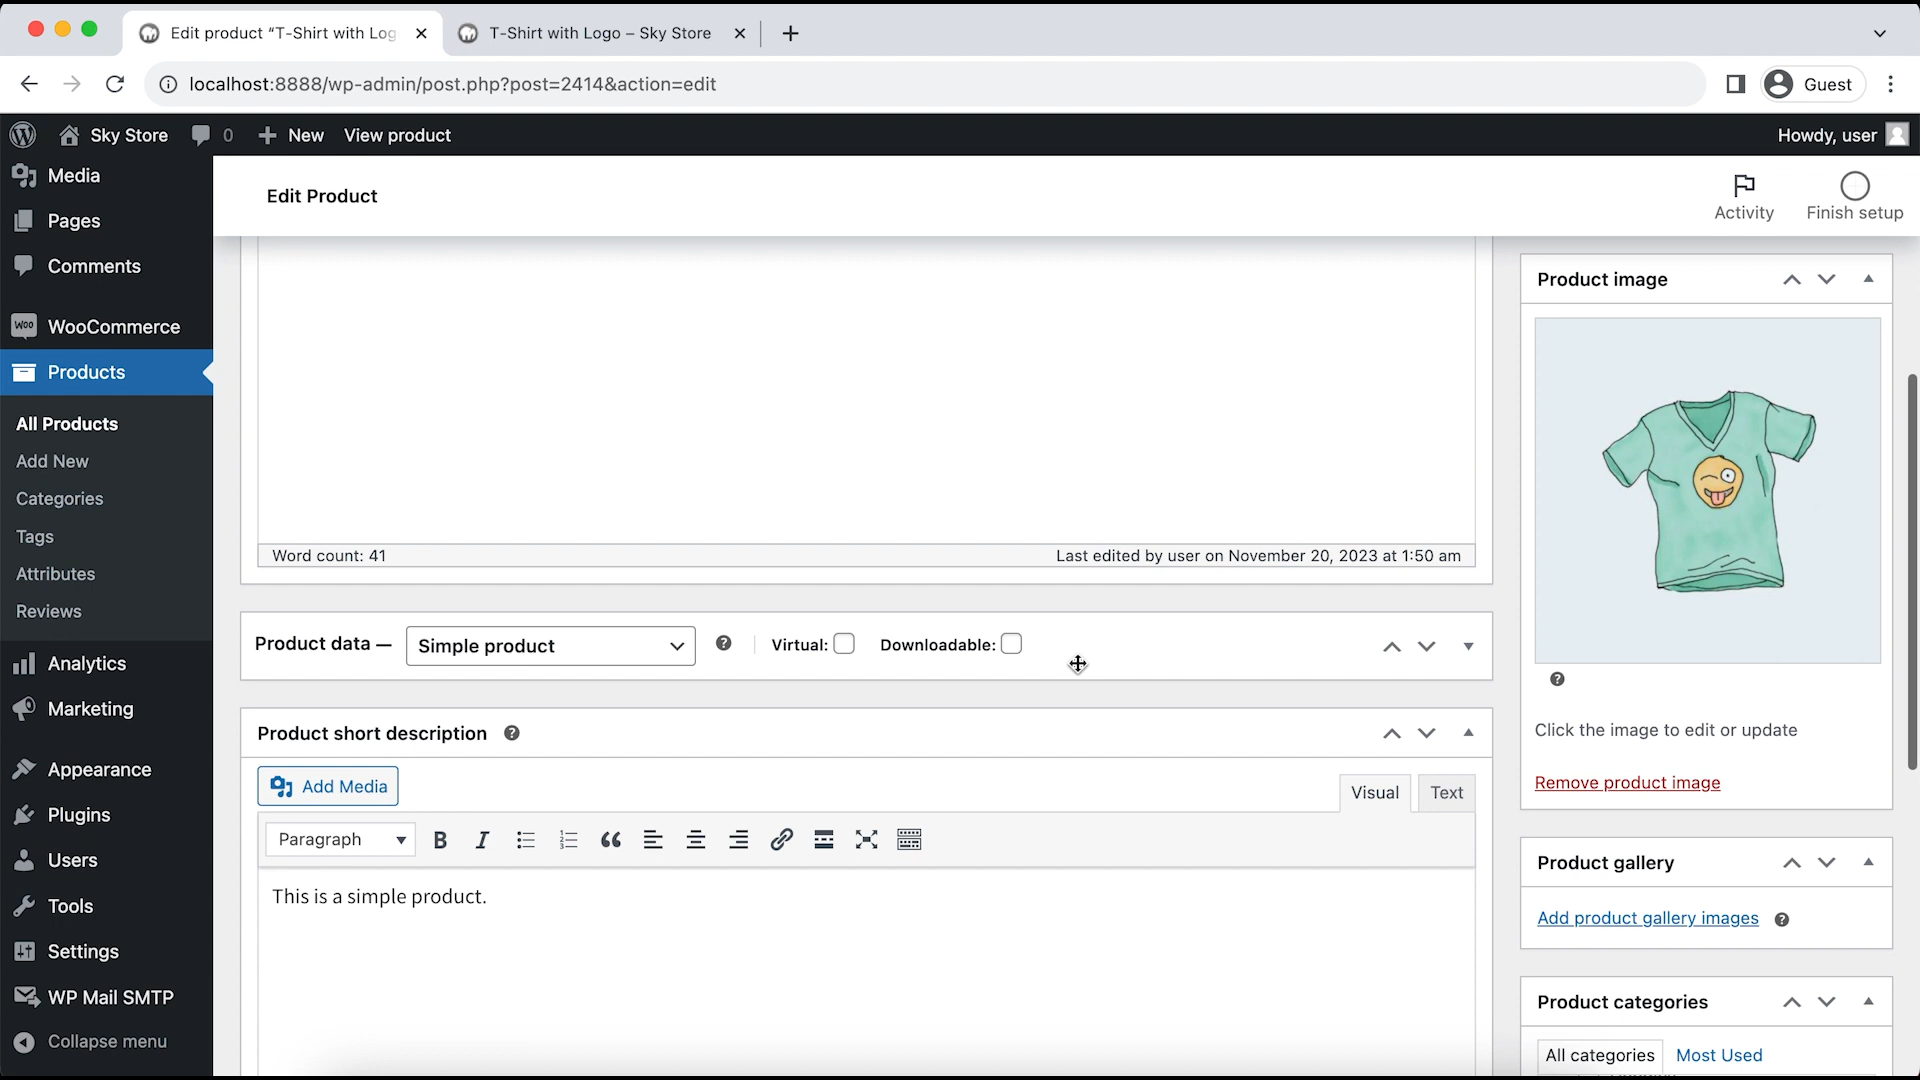 Edit product “T-Shirt with Log
T-Shirt with Logo – Sky Store
localhost:8888/wp-admin/post.php?post=2414&action=edit
Guest
Sky Store
0
New
View product
Howdy, user
Media
Pages
Comments
WOO
WooCommerce
Products
All Products
Add New
Categories
Tags
Attributes
Reviews
Analytics
Marketing
Appearance
Plugins
Users
Tools
Settings
WP Mail SMTP
Collapse menu
Edit Product
Activity
Finish setup
Word count: 41
Last edited by user on November 20, 2023 at 1:50 am
Product data —
Simple product
Virtual:
Downloadable:
Product short description
Add Media
Visual
Text
Paragraph
This is a simple product.
Product image
Click the image to edit or update
Remove product image
Product gallery
Add product gallery images
Product categories
All categories
Most Used